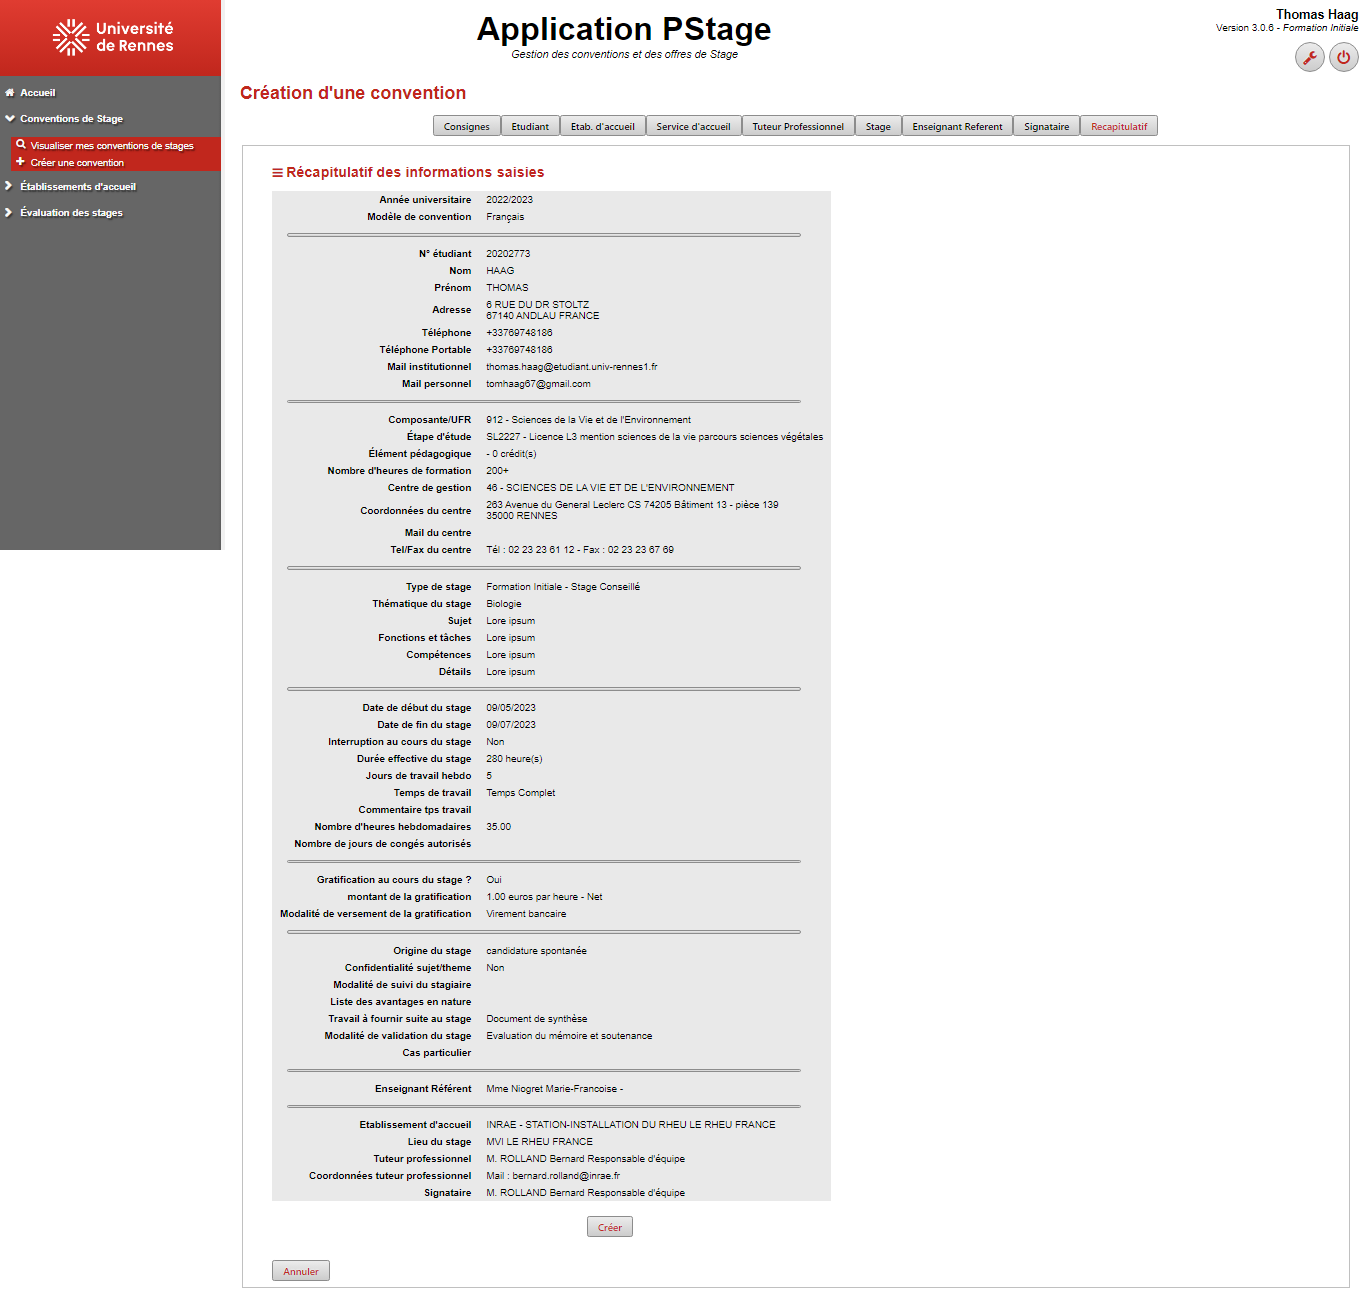 Université
de Rennes
Application PStage
Gestion des conventions et des offres de Stage
Thomas Haag
Version 3.0.6 - Formation Initiale
Accueil
Conventions de Stage
Visualiser mes conventions de stages
Créer une convention
Établissements d'accueil
Évaluation des stages
Création d'une convention
Consignes Etudiant Etab. d'accueil Service d'accueil Tuteur Professionnel Stage Enseignant Referent Signataire Recapitulatif
Récapitulatif des informations saisies
Année universitaire 2022/2023
Modèle de convention Français
N° étudiant 20202773
Nom HAAG
Prénom THOMAS
Adresse 6 RUE DU DR STOLTZ
67140 ANDLAU FRANCE
Téléphone +33769748186
Téléphone Portable +33769748186
Mail institutionnel thomas.haag@etudiant.univ-rennes1.fr
Mail personnel tomhaag67@gmail.com
Composante/UFR 912 - Sciences de la Vie et de l'Environnement
Étape d'étude SL2227 - Licence L3 mention sciences de la vie parcours sciences végétales
Élément pédagogique - 0 crédit(s)
Nombre d'heures de formation 200+
Centre de gestion 46 - SCIENCES DE LA VIE ET DE L'ENVIRONNEMENT
Coordonnées du centre 263 Avenue du General Leclerc CS 74205 Bâtiment 13 - pièce 139
35000 RENNES
Mail du centre
Tel/Fax du centre Tél : 02 23 23 61 12 - Fax : 02 23 23 67 69
Type de stage Formation Initiale - Stage Conseillé
Thématique du stage Biologie
Sujet Lore ipsum
Fonctions et tâches Lore ipsum
Compétences Lore ipsum
Détails Lore ipsum
Date de début du stage 09/05/2023
Date de fin du stage 09/07/2023
Interruption au cours du stage Non
Durée effective du stage 280 heure(s)
Jours de travail hebdo 5
Temps de travail Temps Complet
Commentaire tps travail
Nombre d'heures hebdomadaires 35.00
Nombre de jours de congés autorisés
Gratification au cours du stage ? Oui
montant de la gratification 1.00 euros par heure - Net
Modalité de versement de la gratification Virement bancaire
Origine du stage candidature spontanée
Confidentialité sujet/theme Non
Modalité de suivi du stagiaire
Liste des avantages en nature
Travail à fournir suite au stage Document de synthèse
Modalité de validation du stage Evaluation du mémoire et soutenance
Cas particulier
Enseignant Référent Mme Niogret Marie-Francoise -
Etablissement d'accueil INRAE - STATION-INSTALLATION DU RHEU LE RHEU FRANCE
Lieu du stage MVI LE RHEU FRANCE
Tuteur professionnel M. ROLLAND Bernard Responsable d'équipe
Coordonnées tuteur professionnel Mail : bernard.rolland@inrae.fr
Signataire M. ROLLAND Bernard Responsable d'équipe
Créer
Annuler